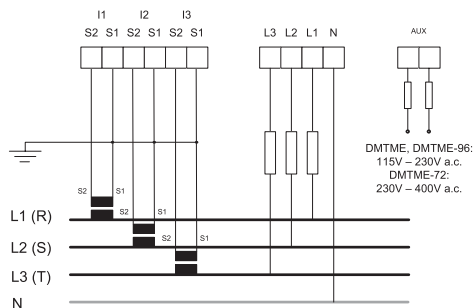 I1 I2 I3
S2 S1 S2 S1 S2 S1 L3 L2 L1 N AUX
DMTME, DMTME-96:
115V – 230V a.c.
DMTME-72:
230V – 400V a.c.
S2 S1
L1 (R) S2 S1
L2 (S) S2 S1
L3 (T)
N